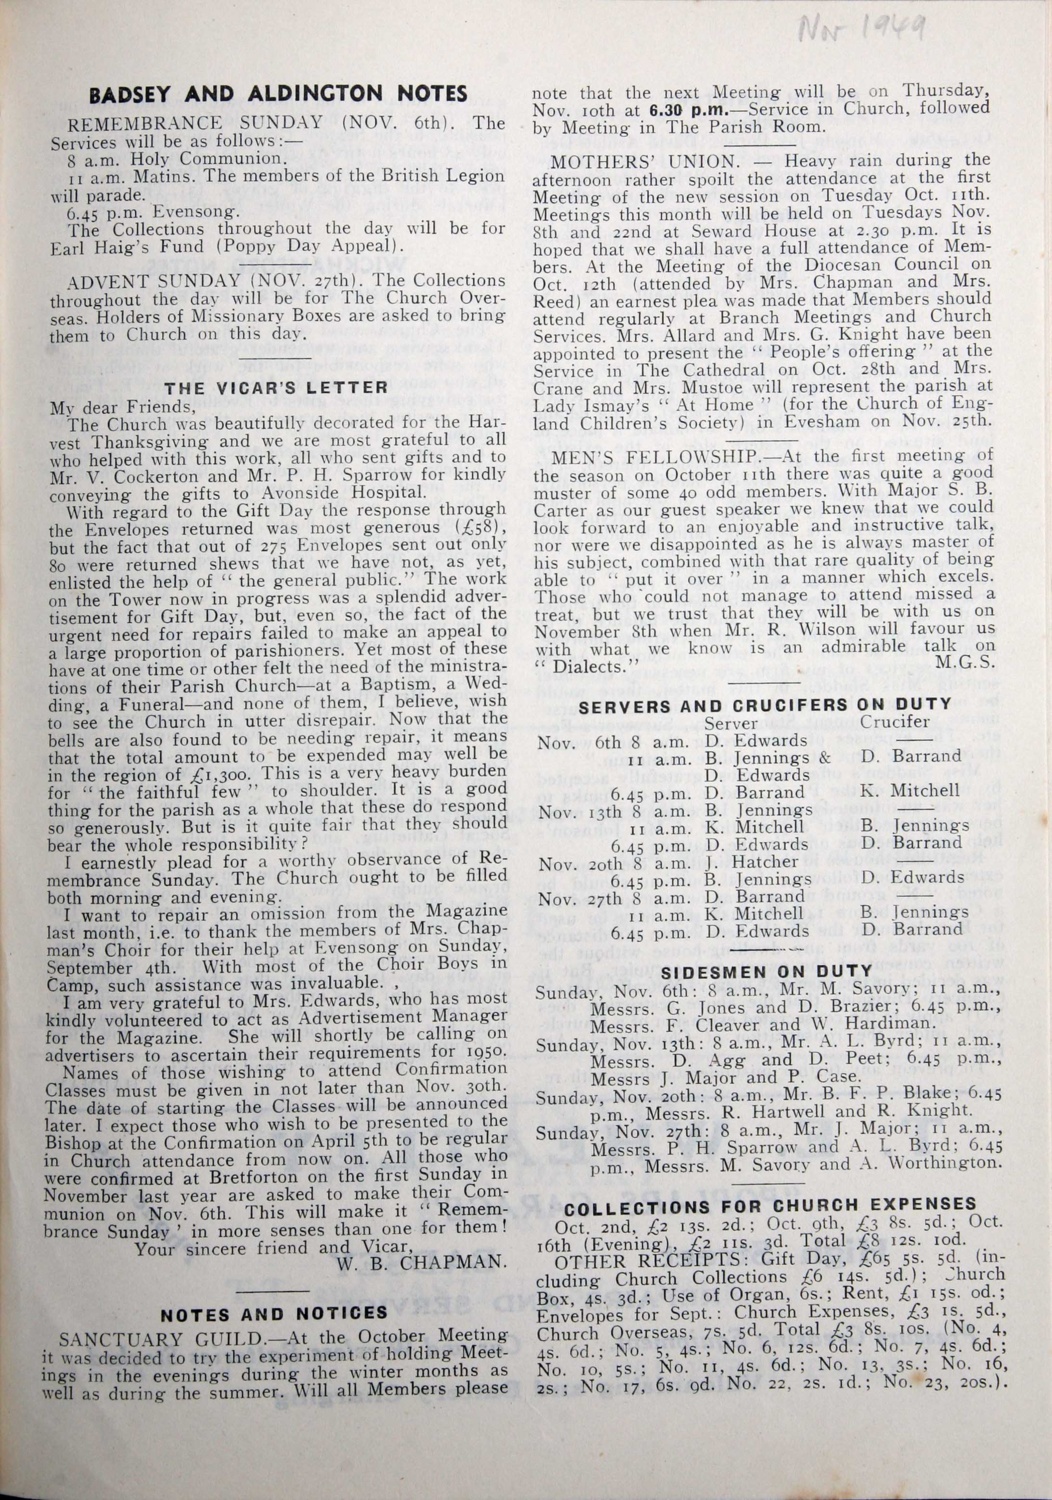 Nov 1949
BADSEY AND ALDINGTON NOTES
REMEMBRANCE SUNDAY (NOV. 6th). The
Services will be as follows:—
8 a.m. Holy Communion.
11 a.m. Matins. The members of the British Legion
will parade.
6.45 p.m. Evensong.
The Collections throughout the day will be for
Earl Haig's Fund (Poppy Day Appeal).
ADVENT SUNDAY (NOV. 27th). The Collections
throughout the day will be for The Church Over-
seas. Holders of Missionary Boxes are asked to bring
them to Church on this day.
THE VICAR'S LETTER
My dear Friends,
The Church was beautifully decorated for the Har-
vest Thanksgiving and we are most grateful to all
who helped with this work, all who sent gifts and to
Mr. V. Cockerton and Mr. P. H. Sparrow for kindly
conveying the gifts to Avonside Hospital.
With regard to the Gift Day the response through
the Envelopes returned was most generous (£58),
but the fact that out of 275 Envelopes sent out only
80 were returned shews that we have not, as yet,
enlisted the help of “ the general public.” The work
on the Tower now in progress was a splendid adver-
tisement for Gift Day, but, even so, the fact of the
urgent need for repairs failed to make an appeal to
a large proportion of parishioners. Yet most of these
have at one time or other felt the need of the ministra-
tions of their Parish Church—at a Baptism, a Wed-
ding, a Funeral—and none of them, I believe, wish
to see the Church in utter disrepair. Now that the
bells are also found to be needing repair, it means
that the total amount to be expended may well be
in the region of £1,300. This is a very heavy burden
for “ the faithful few ” to shoulder. It is a good
thing for the parish as a whole that these do respond
so generously. But is it quite fair that they should
bear the whole responsibility?
I earnestly plead for a worthy observance of Re-
membrance Sunday. The Church ought to be filled
both morning and evening.
I want to repair an omission from the Magazine
last month, i.e. to thank the members of Mrs. Chap-
man's Choir for their help at Evensong on Sunday,
September 4th. With most of the Choir Boys in
Camp, such assistance was invaluable. ,
I am very grateful to Mrs. Edwards, who has most
kindly volunteered to act as Advertisement Manager
for the Magazine. She will shortly be calling on
advertisers to ascertain their requirements for 1950.
Names of those wishing to attend Confirmation
Classes must be given in not later than Nov. 30th.
The date of starting the Classes will be announced
later. I expect those who wish to be presented to the
Bishop at the Confirmation on April 5th to be regular
in Church attendance from now on. All those who
were confirmed at Bretforton on the first Sunday in
November last year are asked to make their Com-
munion on Nov. 6th. This will make it “ Remem-
brance Sunday ’ in more senses than one for them!
Your sincere friend and Vicar,
W. B. CHAPMAN.
NOTES AND NOTICES
SANCTUARY GUILD.—At the October Meeting
it was decided to try the experiment of holding Meet-
ings in the evenings during the winter months as
well as during the summer. Will all Members please
note that the next Meeting will be on Thursday,
Nov. 10th at 6.30 p.m.—Service in Church, followed
by Meeting in The Parish Room.
MOTHERS' UNION. — Heavy rain during the
afternoon rather spoilt the attendance at the first
Meeting of the new session on Tuesday Oct. 11th.
Meetings this month will be held on Tuesdays Nov.
8th and 22nd at Seward House at 2.30 p.m. It is
hoped that we shall have a full attendance of Mem-
bers. At the Meeting of the Diocesan Council on
Oct. 12th (attended by Mrs. Chapman and Mrs.
Reed) an earnest plea was made that Members should
attend regularly at Branch Meetings and Church
Services. Mrs. Allard and Mrs. G. Knight have been
appointed to present the “ People's offering ” at the
Service in The Cathedral on Oct. 28th and Mrs.
Crane and Mrs. Mustoe will represent the parish at
Lady Ismay's “ At Home ” (for the Church of Eng-
land Children's Society) in Evesham on Nov. 25th.
MEN'S FELLOWSHIP.—At the first meeting of
the season on October 11th there was quite a good
muster of some 40 odd members. With Major S. B.
Carter as our guest speaker we knew that we could
look forward to an enjoyable and instructive talk,
nor were we disappointed as he is always master of
his subject, combined with that rare quality of being
able to “ put it over ” in a manner which excels.
Those who could not manage to attend missed a
treat, but we trust that they will be with us on
November 8th when Mr. R. Wilson will favour us
with what we know is an admirable talk on
“ Dialects.” M.G.S.
SERVERS AND CRUCIFERS ON DUTY
Server Crucifer
Nov. 6th 8 a.m. D. Edwards ——
11 a.m. B. Jennings & D. Barrand
D. Edwards
6.45 p.m. D. Barrand K. Mitchell
Nov. 13th 8 a.m. B. Jennings ——
11 a.m. K. Mitchell B. Jennings
6.45 p.m. D. Edwards D. Barrand
Nov. 20th 8 a.m. J. Hatcher ——
6.45 p.m. B. Jennings D. Edwards
Nov. 27th 8 a.m. D. Barrand ——
11 a.m. K. Mitchell B. Jennings
6.45 p.m. D. Edwards D. Barrand
SIDESMEN ON DUTY
Sunday, Nov. 6th: 8 a.m., Mr. M. Savory; 11 a.m.,
Messrs. G. Jones and D. Brazier; 6.45 p.m.,
Messrs. F. Cleaver and W. Hardiman.
Sunday, Nov. 13th: 8 a.m., Mr. A. L. Byrd; 11 a.m.,
Messrs. D. Agg and D. Peet; 6.45 p.m.,
Messrs J. Major and P. Case.
Sunday, Nov. 20th: 8 a.m., Mr. B. F. P. Blake; 6.45
p.m., Messrs. R. Hartwell and R. Knight.
Sunday, Nov. 27th: 8 a.m., Mr. J. Major; 11 a.m.,
Messrs. P. H. Sparrow and A. L. Byrd; 6.45
p.m., Messrs. M. Savory and A. Worthington.
COLLECTIONS FOR CHURCH EXPENSES
Oct. 2nd, £2 13s. 2d.; Oct. 9th, £3 8s. 5d.; Oct.
16th (Evening), £2 11s. 3d. Total £8 12s. 10d.
OTHER RECEIPTS: Gift Day, £65 5s. 5d. (in-
cluding Church Collections £6 14s. 5d.); Church
Box, 4s. 3d.; Use of Organ, 6s.; Rent, £1 15s. 0d.;
Envelopes for Sept.: Church Expenses, £3 1s. 5d.,
Church Overseas, 7s. 5d. Total £3 8s. 10s. (No. 4,
4s. 6d.; No. 5, 4s.; No. 6, 12s. 6d.; No. 7, 4s. 6d.;
No. 10, 5s.; No. 11, 4s. 6d.; No. 13, 3s.; No. 16,
2s.; No. 17, 6s. 9d. No. 22, 2s. 1d.; No. 23, 20s.).